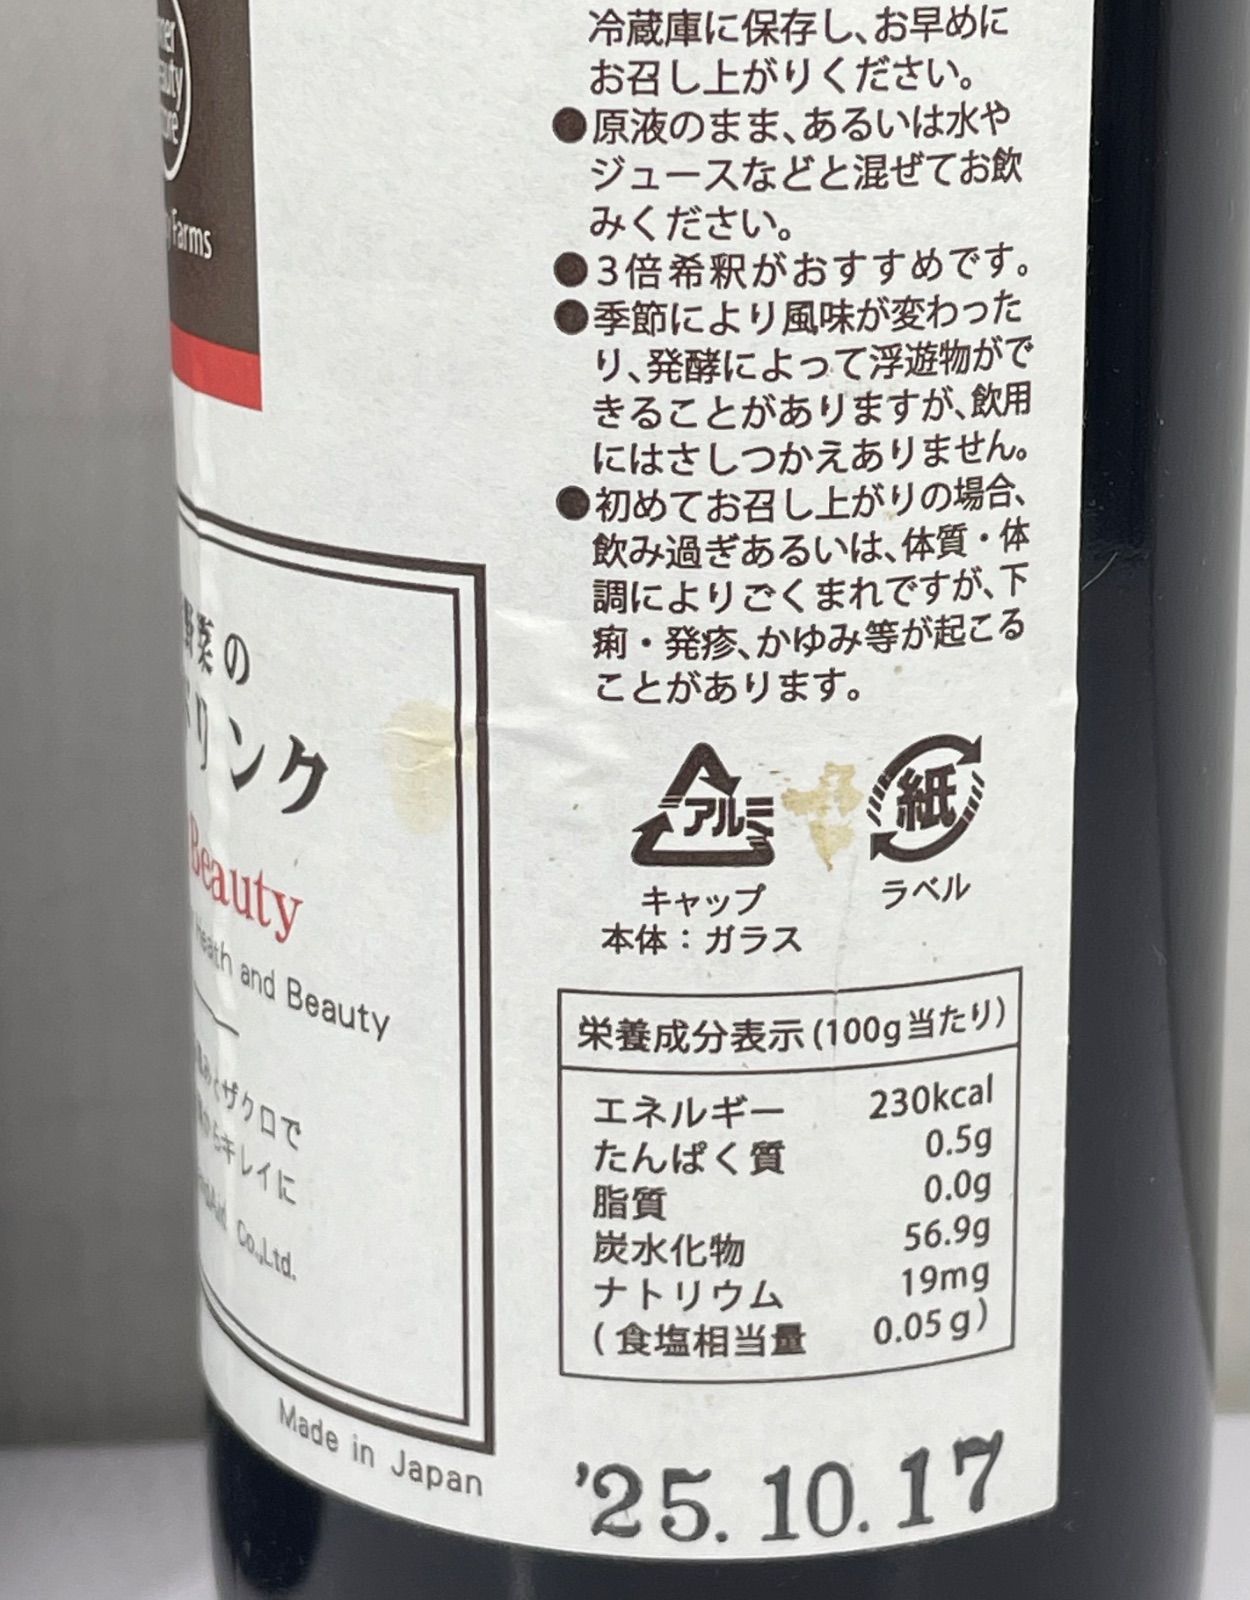 Farms
冷蔵庫に保存し、お早めに
お召し上がりください。
●原液のまま、あるいは水や
ジュースなどと混ぜてお飲
みください。
●3倍希釈がおすすめです。
●季節により風味が変わった
り、発酵によって浮遊物がで
きることがありますが、飲用
にはさしつかえありません。
●初めてお召し上がりの場合、
飲み過ぎあるいは、体質・体
調によりごくまれですが、下
痢・発疹、かゆみ等が起こる
ことがあります。
アルミ
キャップ
紙
ラベル
本体：ガラス
栄養成分表示(100g当たり)
エネルギー 230kcal
たんぱく質 0.5g
脂質 0.0g
炭水化物 56.9g
ナトリウム 19mg
(食塩相当量 0.05g)
'25.10.17
野菜の
ドリンク
Beauty
and Beauty
ザクロで
キレイに
Co.,Ltd.
Made in Japan